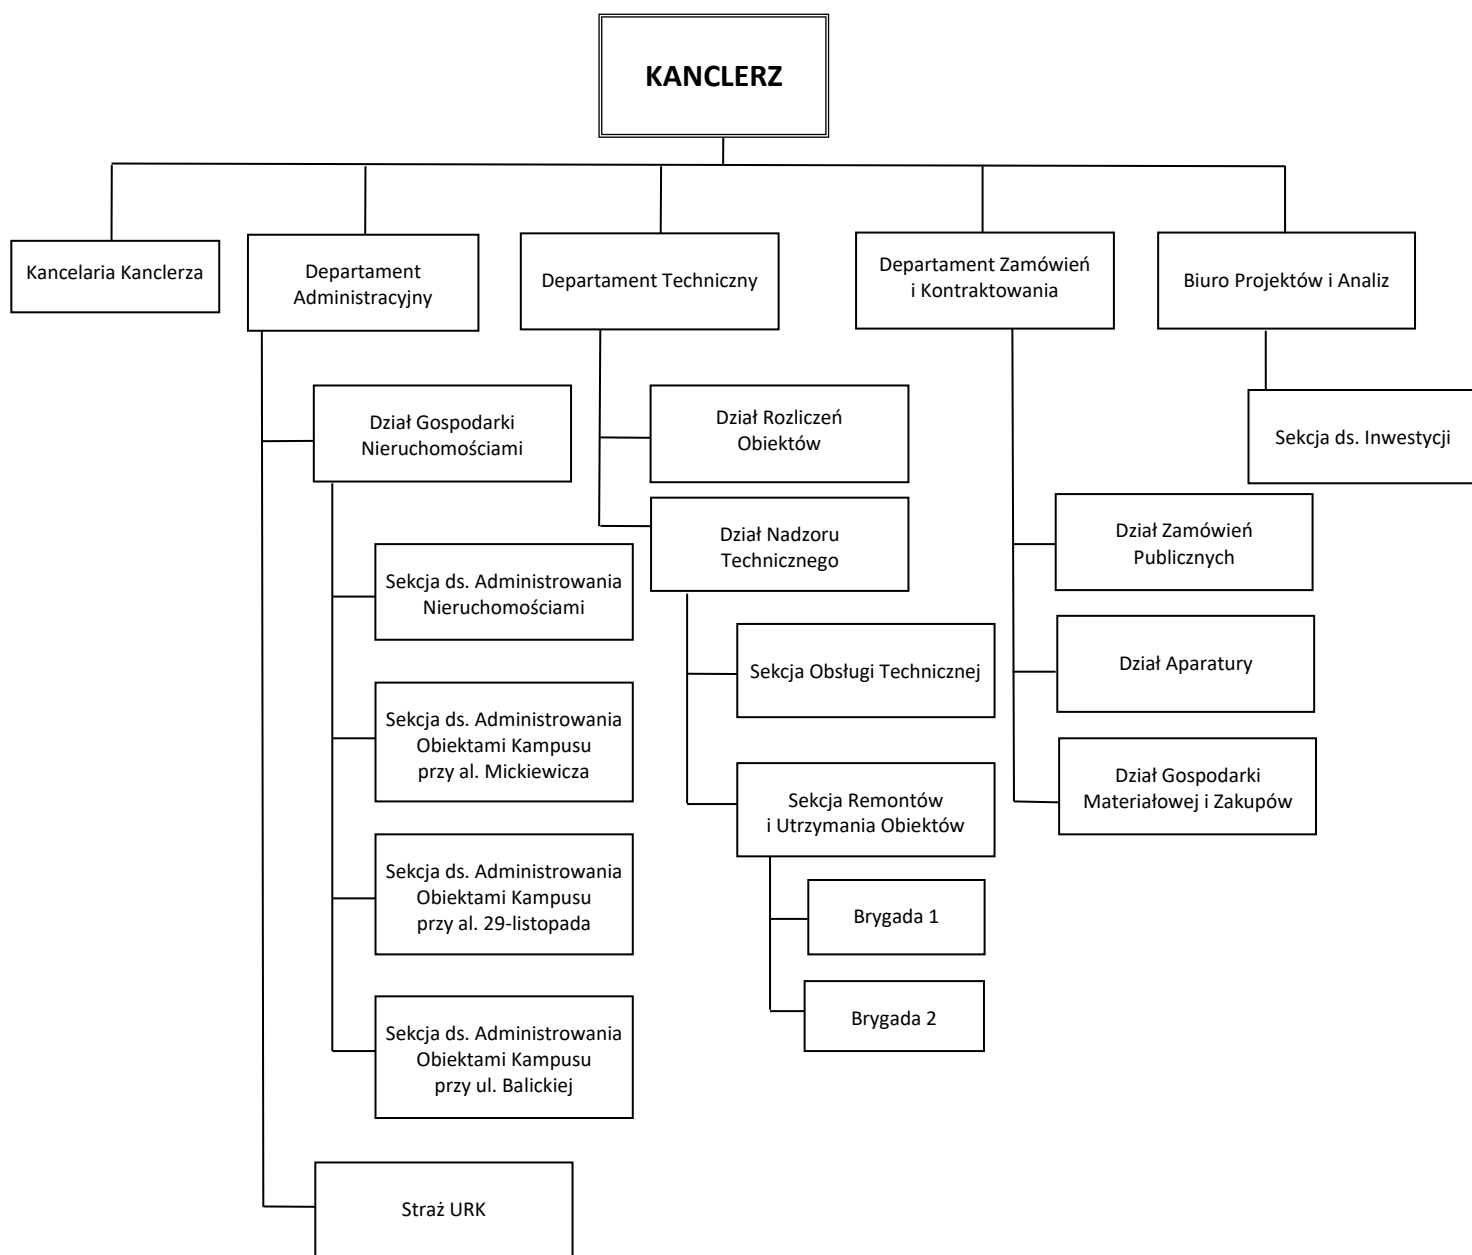 KANCLERZ
Kancelaria Kanclerza
Departament
Administracyjny
Departament Techniczny
Departament Zamówień
i Kontraktowania
Biuro Projektów i Analiz
Dział Gospodarki
Nieruchomościami
Sekcja ds. Administrowania
Nieruchomościami
Sekcja ds. Administrowania
Obiektami Kampusu
przy al. Mickiewicza
Sekcja ds. Administrowania
Obiektami Kampusu
przy al. 29-listopada
Sekcja ds. Administrowania
Obiektami Kampusu
przy ul. Balickiej
Straż URK
Dział Rozliczeń
Obiektów
Dział Nadzoru
Technicznego
Sekcja Obsługi Technicznej
Sekcja Remontów
i Utrzymania Obiektów
Brygada 1
Brygada 2
Dział Zamówień
Publicznych
Dział Aparatury
Dział Gospodarki
Materiałowej i Zakupów
Sekcja ds. Inwestycji